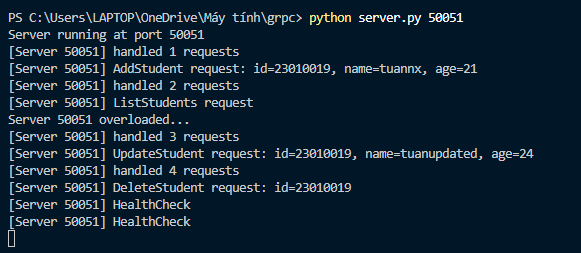 PS C:\Users\LAPTOP\OneDrive\Máy tính\grpc> python server.py 50051
Server running at port 50051
[Server 50051] handled 1 requests
[Server 50051] AddStudent request: id=23010019, name=tuannx, age=21
[Server 50051] handled 2 requests
[Server 50051] ListStudents request
Server 50051 overloaded...
[Server 50051] handled 3 requests
[Server 50051] UpdateStudent request: id=23010019, name=tuanupdated, age=24
[Server 50051] handled 4 requests
[Server 50051] DeleteStudent request: id=23010019
[Server 50051] HealthCheck
[Server 50051] HealthCheck